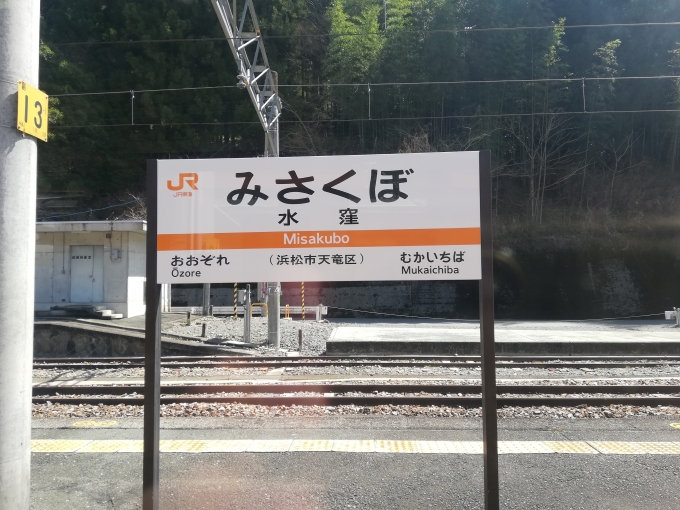 13
JR
JR東海
みさくぼ
水窪
Misakubo
おおぞれ
Ōzore
（浜松市天竜区）
むかいちば
Mukaichiba